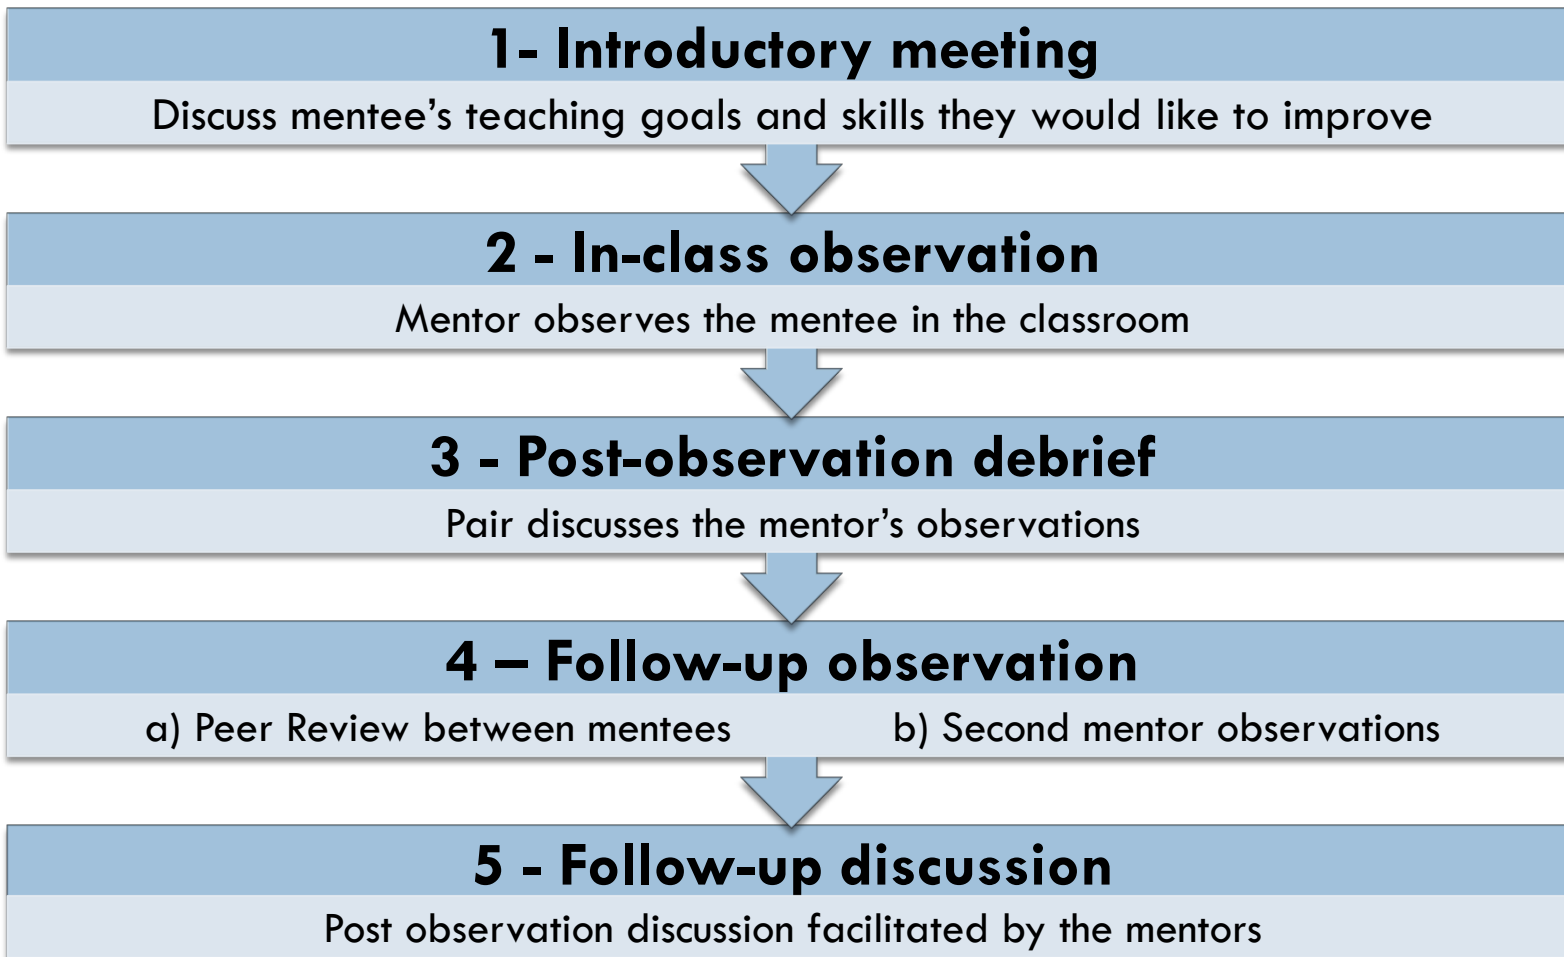 1- Introductory meeting
Discuss mentee’s teaching goals and skills they would like to improve
2 - In-class observation
Mentor observes the mentee in the classroom
3 - Post-observation debrief
Pair discusses the mentor’s observations
4 – Follow-up observation
a) Peer Review between mentees b) Second mentor observations
5 - Follow-up discussion
Post observation discussion facilitated by the mentors